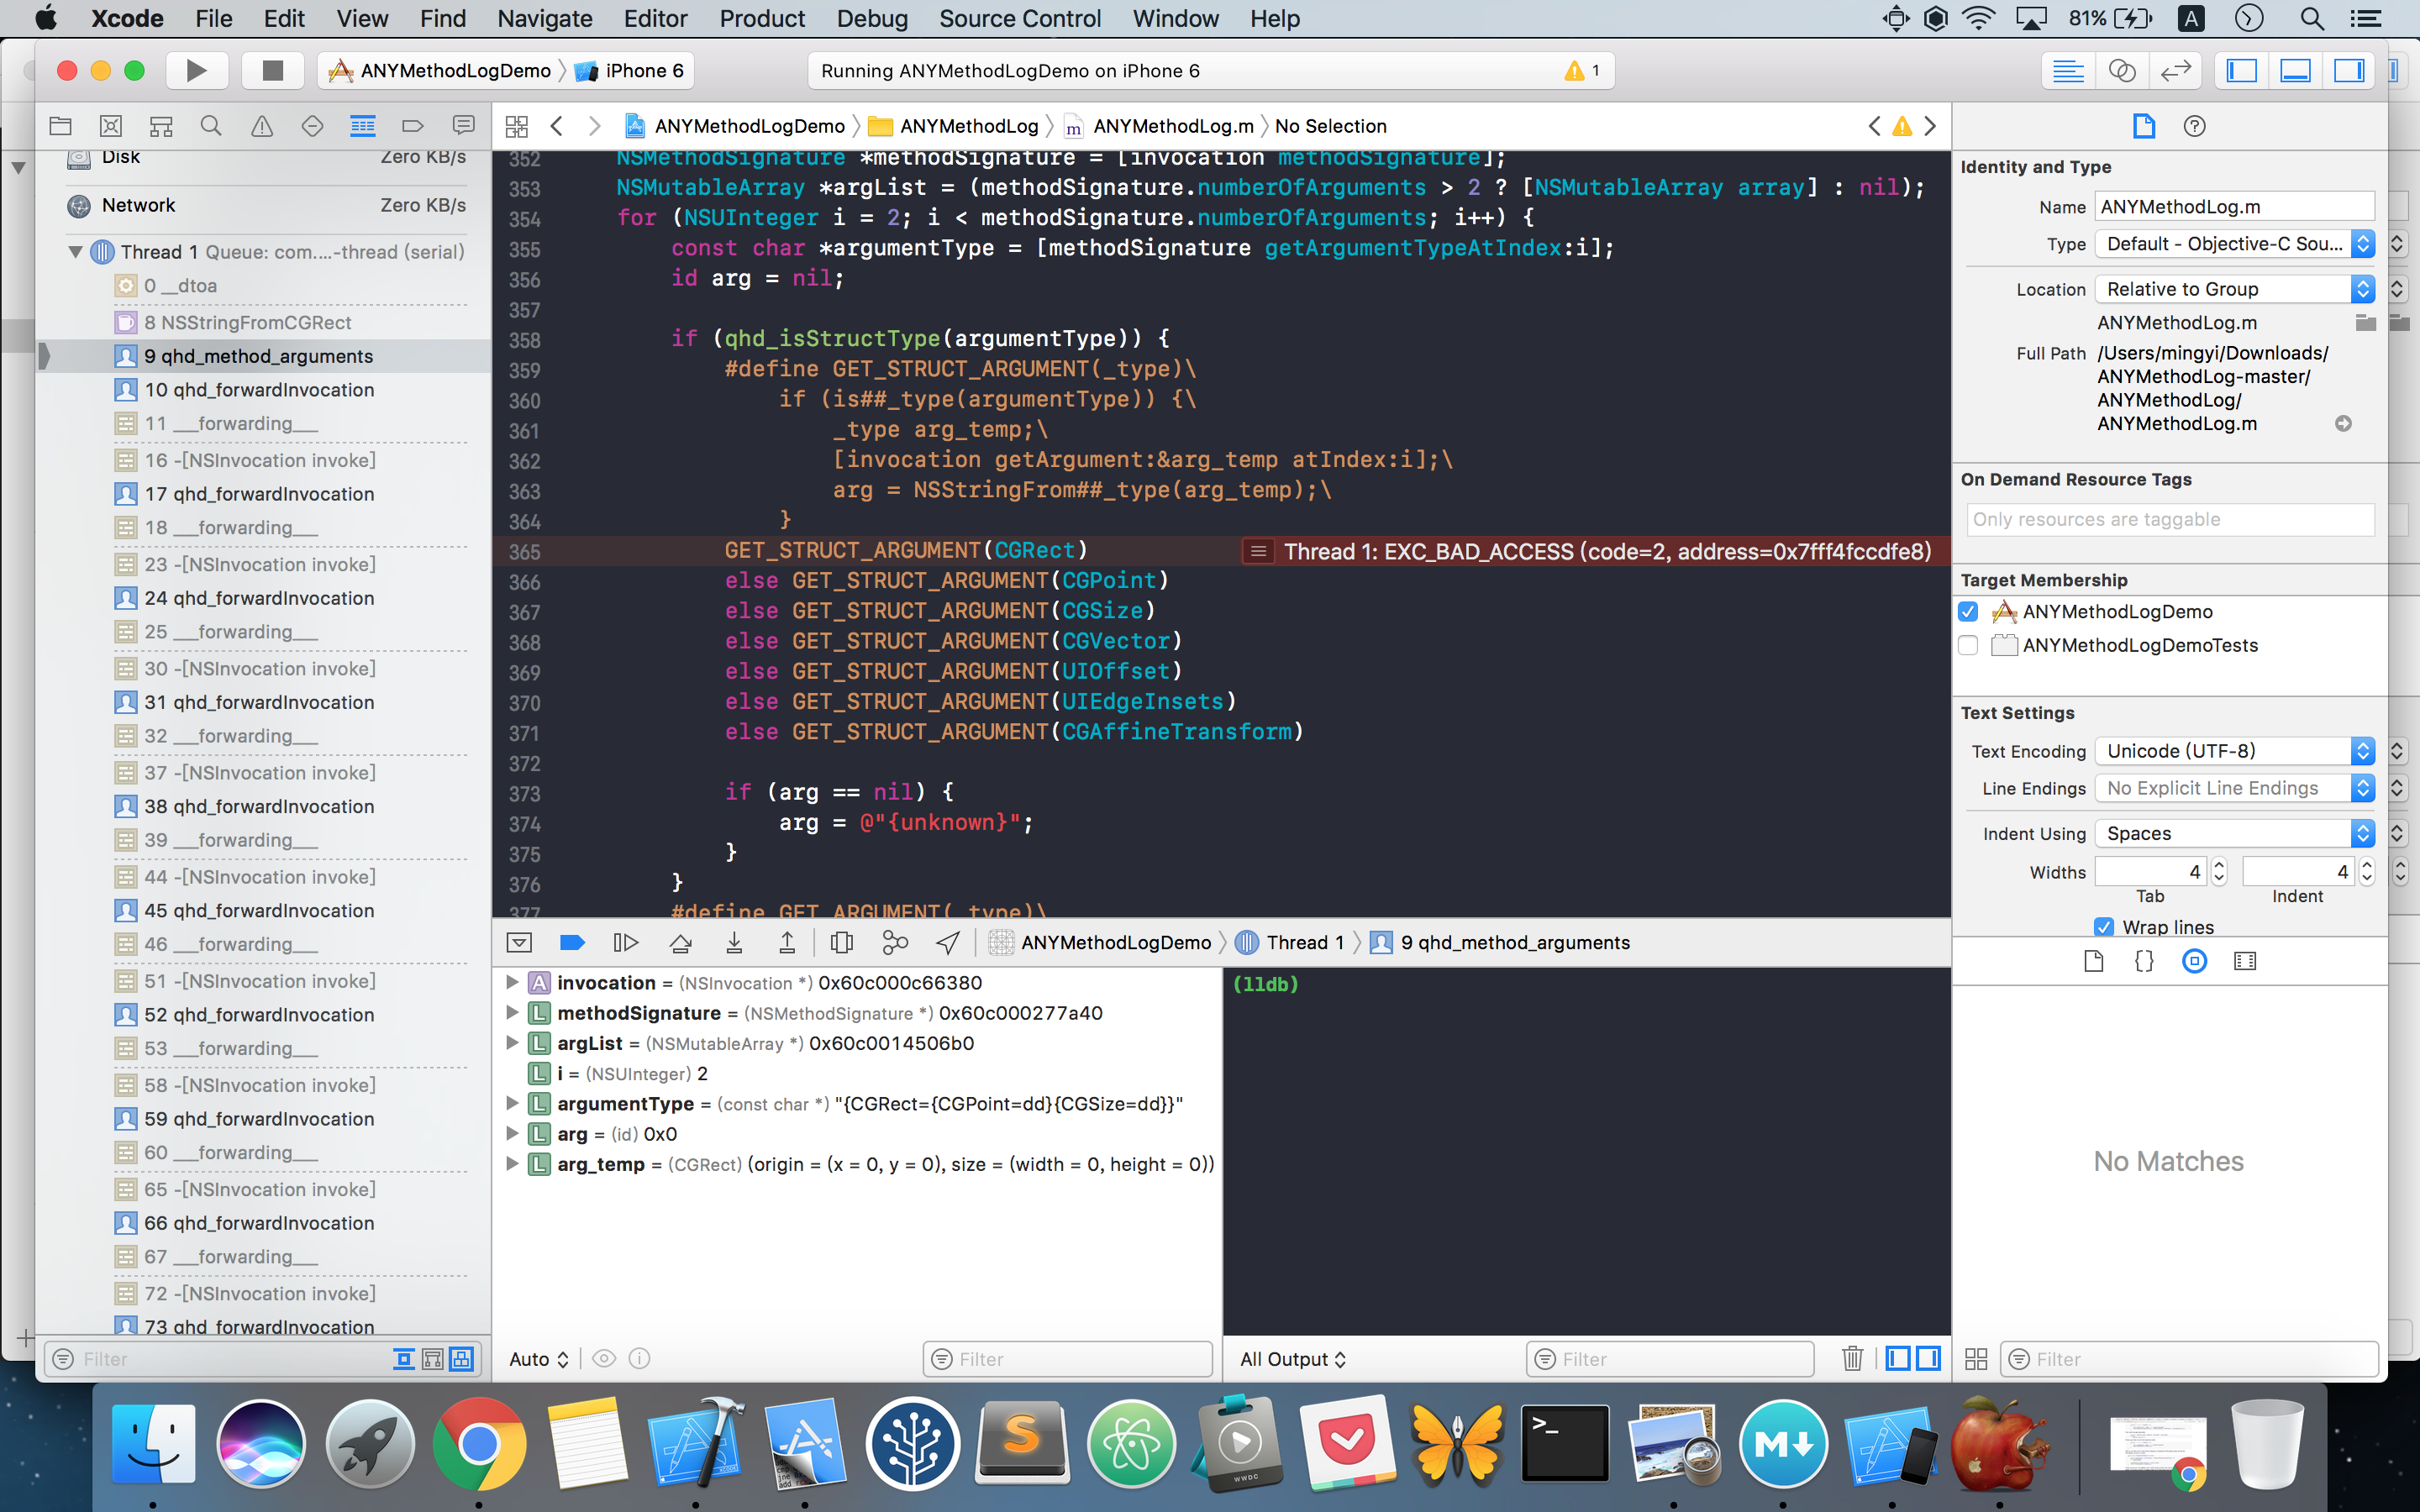 Xcode File Edit View Find Navigate Editor Product Debug Source Control Window Help 81% A
ANYMethodLogDemo iPhone 6
Running ANYMethodLogDemo on iPhone 6 1
ANYMethodLogDemo ANYMethodLog m ANYMethodLog.m No Selection
Disk Zero KB/s
Network Zero KB/s
Thread 1 Queue: com....-thread (serial)
0 __dtoa
8 NSStringFromCGRect
9 qhd_method_arguments
10 qhd_forwardInvocation
11 ___forwarding___
16 -[NSInvocation invoke]
17 qhd_forwardInvocation
18 ___forwarding___
23 -[NSInvocation invoke]
24 qhd_forwardInvocation
25 ___forwarding___
30 -[NSInvocation invoke]
31 qhd_forwardInvocation
32 ___forwarding___
37 -[NSInvocation invoke]
38 qhd_forwardInvocation
39 ___forwarding___
44 -[NSInvocation invoke]
45 qhd_forwardInvocation
46 ___forwarding___
51 -[NSInvocation invoke]
52 qhd_forwardInvocation
53 ___forwarding___
58 -[NSInvocation invoke]
59 qhd_forwardInvocation
60 ___forwarding___
65 -[NSInvocation invoke]
66 qhd_forwardInvocation
67 ___forwarding___
72 -[NSInvocation invoke]
73 qhd_forwardInvocation
Filter
352 NSMethodSignature *methodSignature = [invocation methodSignature];
353 NSMutableArray *argList = (methodSignature.numberOfArguments > 2 ? [NSMutableArray array] : nil);
354 for (NSUInteger i = 2; i < methodSignature.numberOfArguments; i++) {
355 const char *argumentType = [methodSignature getArgumentTypeAtIndex:i];
356 id arg = nil;
357
358 if (qhd_isStructType(argumentType)) {
359 #define GET_STRUCT_ARGUMENT(_type)\
360 if (is##_type(argumentType)) {\
361 _type arg_temp;\
362 [invocation getArgument:&arg_temp atIndex:i];\
363 arg = NSStringFrom##_type(arg_temp);\
364 }
365 GET_STRUCT_ARGUMENT(CGRect) Thread 1: EXC_BAD_ACCESS (code=2, address=0x7fff4fccdfe8)
366 else GET_STRUCT_ARGUMENT(CGPoint)
367 else GET_STRUCT_ARGUMENT(CGSize)
368 else GET_STRUCT_ARGUMENT(CGVector)
369 else GET_STRUCT_ARGUMENT(UIOffset)
370 else GET_STRUCT_ARGUMENT(UIEdgeInsets)
371 else GET_STRUCT_ARGUMENT(CGAffineTransform)
372
373 if (arg == nil) {
374 arg = @"{unknown}";
375 }
376 }
377 #define GET_ARGUMENT(_type)\
ANYMethodLogDemo Thread 1 9 qhd_method_arguments
A invocation = (NSInvocation *) 0x60c000c66380
L methodSignature = (NSMethodSignature *) 0x60c000277a40
L argList = (NSMutableArray *) 0x60c0014506b0
L i = (NSUInteger) 2
L argumentType = (const char *) "{CGRect={CGPoint=dd}{CGSize=dd}}"
L arg = (id) 0x0
L arg_temp = (CGRect) (origin = (x = 0, y = 0), size = (width = 0, height = 0))
Auto Filter
(lldb)
All Output Filter
Identity and Type
Name ANYMethodLog.m
Type Default - Objective-C Sou...
Location Relative to Group
ANYMethodLog.m
Full Path /Users/mingyi/Downloads/
ANYMethodLog-master/
ANYMethodLog/
ANYMethodLog.m
On Demand Resource Tags
Only resources are taggable
Target Membership
ANYMethodLogDemo
ANYMethodLogDemoTests
Text Settings
Text Encoding Unicode (UTF-8)
Line Endings No Explicit Line Endings
Indent Using Spaces
Widths 4 4
Tab Indent
Wrap lines
{}
No Matches
Filter
S
WWDC
>_
M